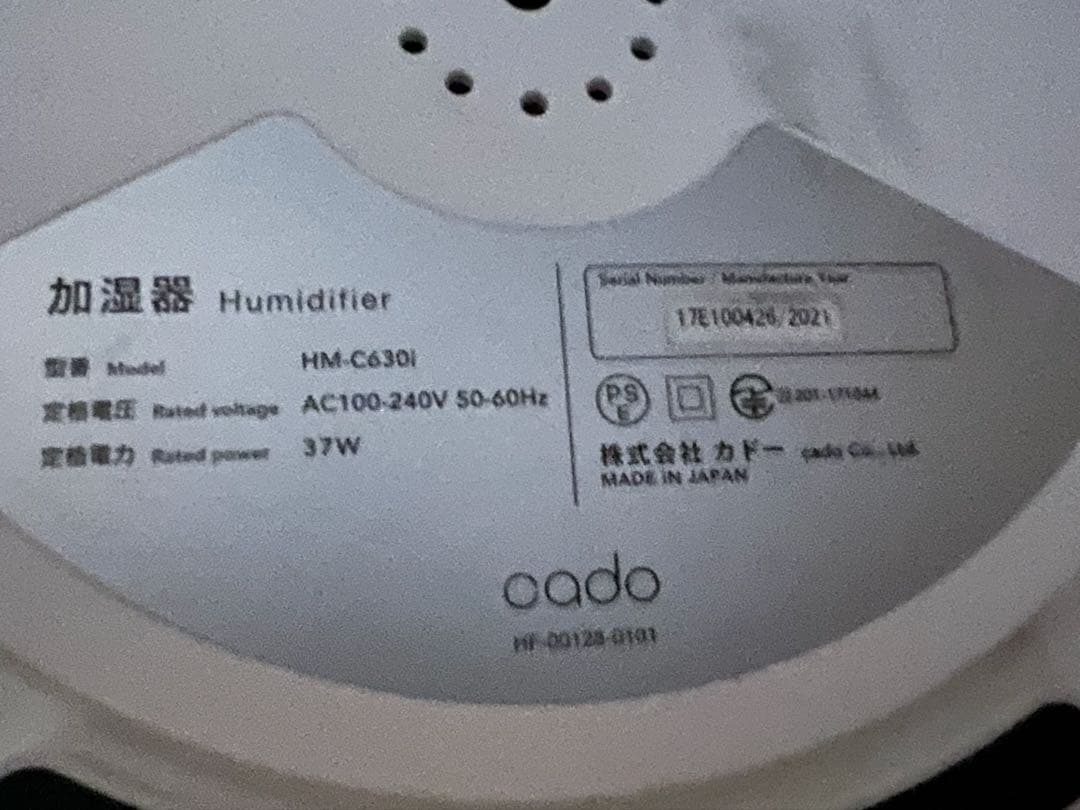 加湿器 Humidifier
型番 Model HM-C630i
定格電圧 Rated voltage AC100-240V 50-60Hz
定格電力 Rated power 37W
Serial Number / Manufacture Year
17E100426/2021
PS E
株式会社 カドー cado Co., Ltd.
MADE IN JAPAN
cado
HF-00128-0101